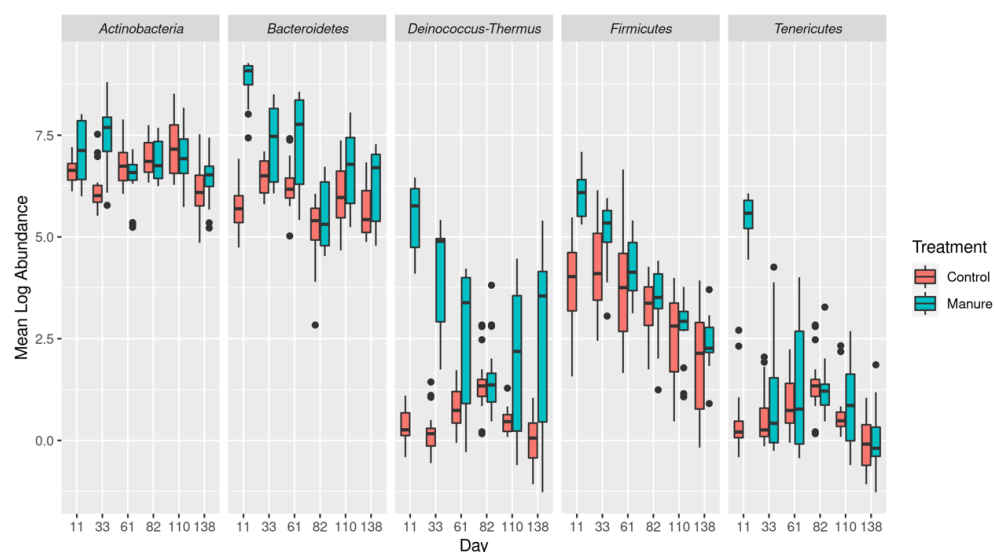 Actinobacteria Bacteroidetes Deinococcus-Thermus Firmicutes Tenericutes
Mean Log Abundance
7.5
5.0
2.5
0.0
11 33 61 82 110 138 11 33 61 82 110 138 11 33 61 82 110 138 11 33 61 82 110 138 11 33 61 82 110 138
Day
Treatment
Control
Manure